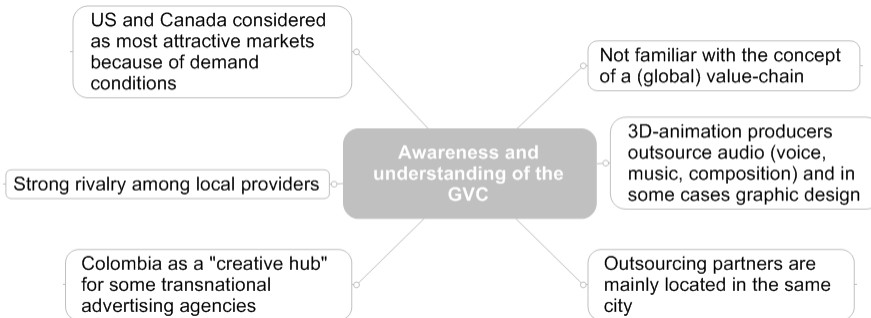 US and Canada considered
as most attractive markets
because of demand
conditions
Not familiar with the concept
of a (global) value-chain
Awareness and
understanding of the
GVC
3D-animation producers
outsource audio (voice,
music, composition) and in
some cases graphic design
Strong rivalry among local providers
Colombia as a "creative hub"
for some transnational
advertising agencies
Outsourcing partners are
mainly located in the same
city